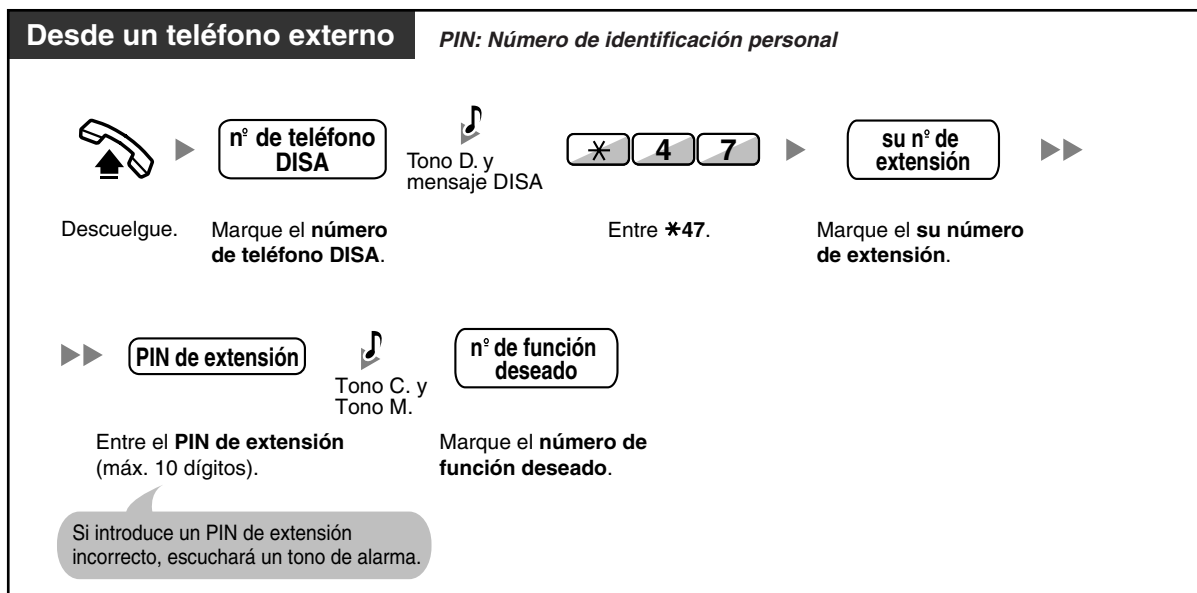 Desde un teléfono externo
PIN: Número de identificación personal
nº de teléfono
DISA
Tono D. y
mensaje DISA
* 4 7
su nº de
extensión
Descuelgue.
Marque el número
de teléfono DISA.
Entre *47.
Marque el su número
de extensión.
PIN de extensión
Tono C. y
Tono M.
nº de función
deseado
Entre el PIN de extensión
(máx. 10 dígitos).
Marque el número de
función deseado.
Si introduce un PIN de extensión
incorrecto, escuchará un tono de alarma.